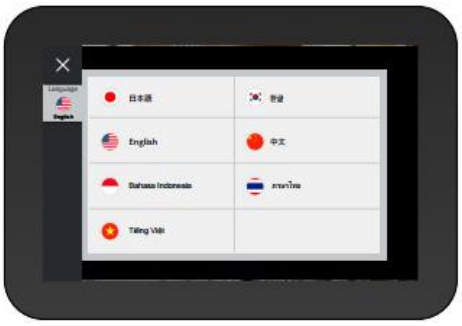 Language
English
日本語
한글
English
中文
Bahasa Indonesia
ภาษาไทย
Tiếng Việt